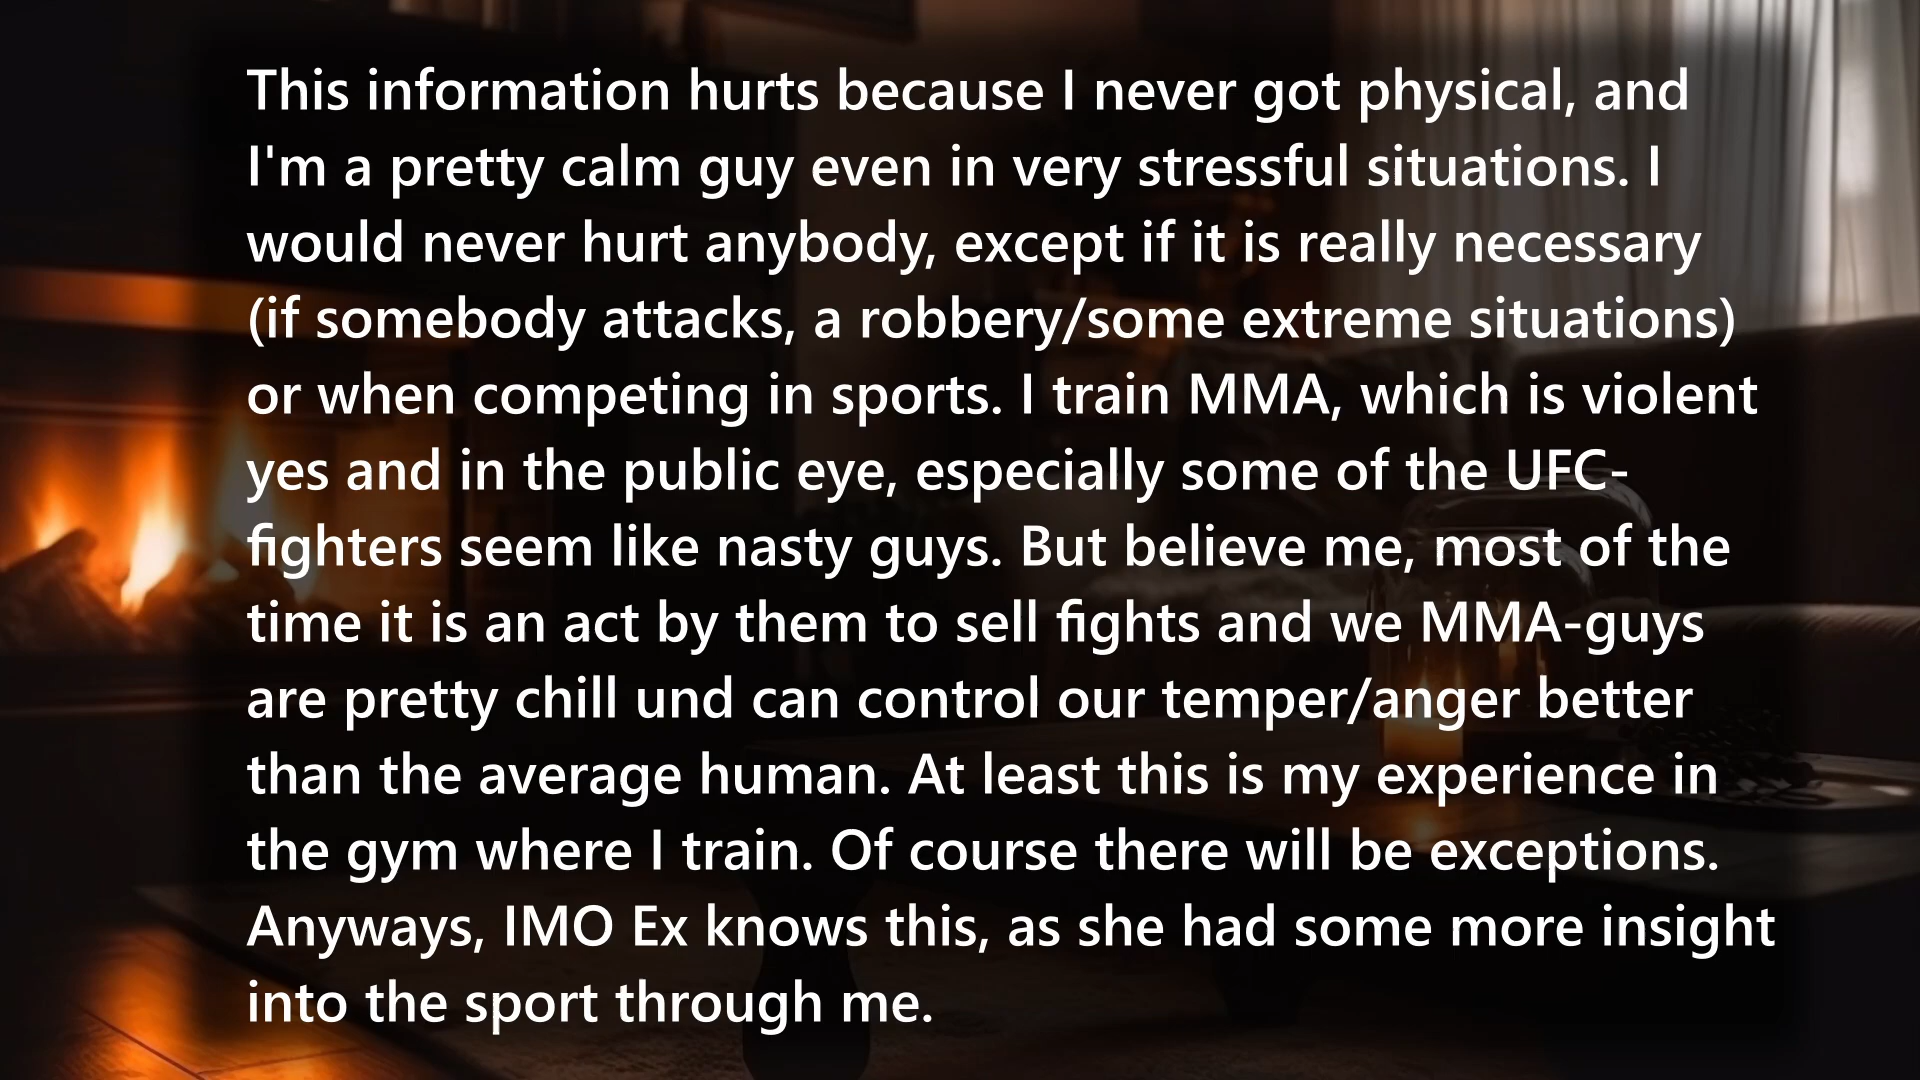 This information hurts because I never got physical, and
I'm a pretty calm guy even in very stressful situations. I
would never hurt anybody, except if it is really necessary
(if somebody attacks, a robbery/some extreme situations)
or when competing in sports. I train MMA, which is violent
yes and in the public eye, especially some of the UFC-
fighters seem like nasty guys. But believe me, most of the
time it is an act by them to sell fights and we MMA-guys
are pretty chill und can control our temper/anger better
than the average human. At least this is my experience in
the gym where I train. Of course there will be exceptions.
Anyways, IMO Ex knows this, as she had some more insight
into the sport through me.